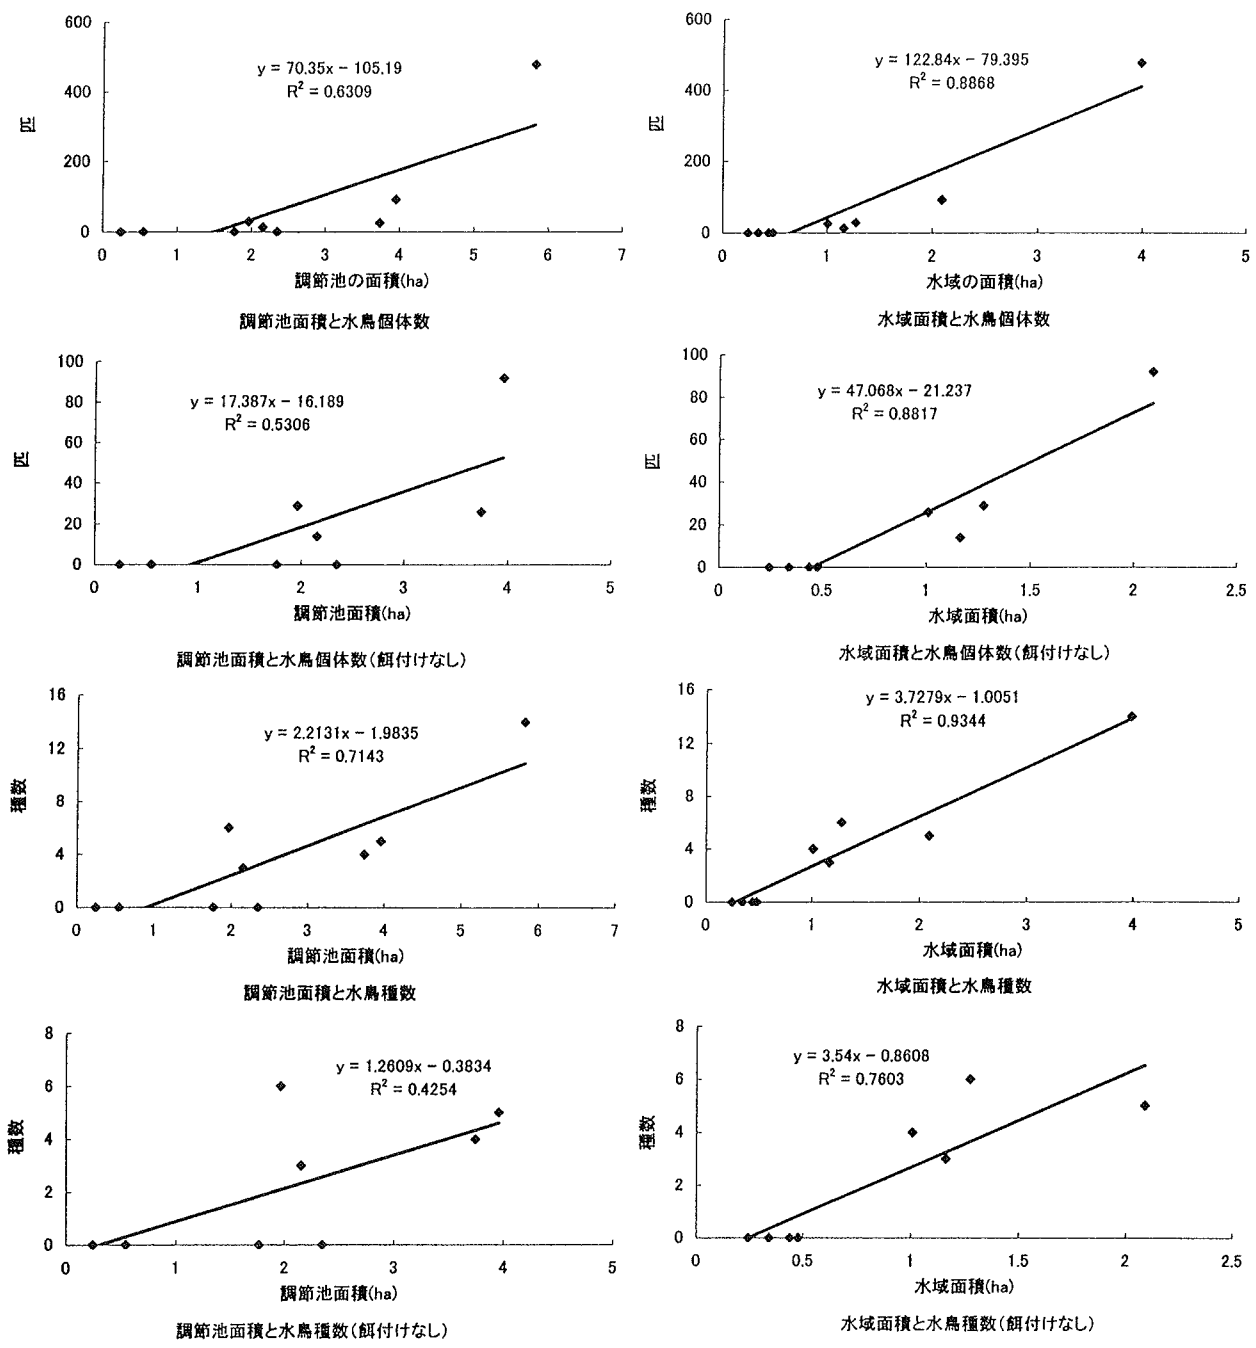 600
400
200
0
匹
y = 70.35x − 105.19
R² = 0.6309
0 1 2 3 4 5 6 7
調節池の面積(ha)
調節池面積と水鳥個体数
600
400
200
0
匹
y = 122.84x − 79.395
R² = 0.8868
0 1 2 3 4 5
水域の面積(ha)
水域面積と水鳥個体数
100
80
60
40
20
0
匹
y = 17.387x − 16.189
R² = 0.5306
0 1 2 3 4 5
調節池面積(ha)
調節池面積と水鳥個体数(餌付けなし)
100
80
60
40
20
0
匹
y = 47.068x − 21.237
R² = 0.8817
0 0.5 1 1.5 2 2.5
水域面積(ha)
水域面積と水鳥個体数(餌付けなし)
16
12
8
4
0
種数
y = 2.2131x − 1.9835
R² = 0.7143
0 1 2 3 4 5 6 7
調節池面積(ha)
調節池面積と水鳥種数
16
12
8
4
0
種数
y = 3.7279x − 1.0051
R² = 0.9344
0 1 2 3 4 5
水域面積(ha)
水域面積と水鳥種数
8
6
4
2
0
種数
y = 1.2609x − 0.3834
R² = 0.4254
0 1 2 3 4 5
調節池面積(ha)
調節池面積と水鳥種数(餌付けなし)
8
6
4
2
0
種数
y = 3.54x − 0.8608
R² = 0.7603
0 0.5 1 1.5 2 2.5
水域面積(ha)
水域面積と水鳥種数(餌付けなし)